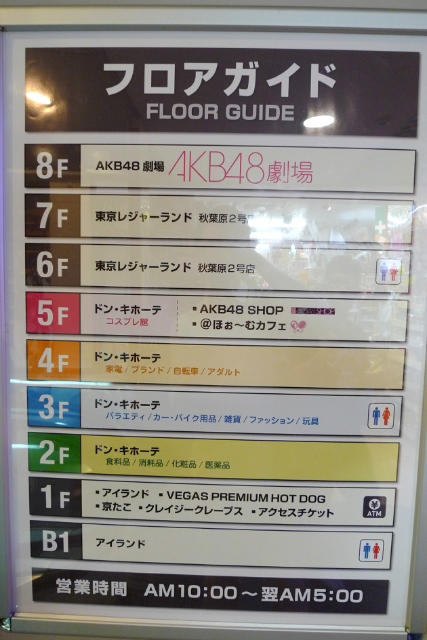 フロアガイド
FLOOR GUIDE
8F AKB48劇場 AKB48劇場
7F 東京レジャーランド 秋葉原2号
6F 東京レジャーランド 秋葉原2号店
5F ドン・キホーテ ▪ AKB48 SHOP
コスプレ館 ▪ @ほぉ〜むカフェ
4F ドン・キホーテ
家電 / ブランド / 自転車 / アダルト
3F ドン・キホーテ
バラエティ / カー・バイク用品 / 雑貨 / ファッション / 玩具
2F ドン・キホーテ
食料品 / 消耗品 / 化粧品 / 医薬品
1F ▪ アイランド ▪ VEGAS PREMIUM HOT DOG
▪ 京たこ ▪ クレイジークレープス ▪ アクセスチケット
¥
ATM
B1 アイランド
営業時間 AM10:00〜翌AM5:00